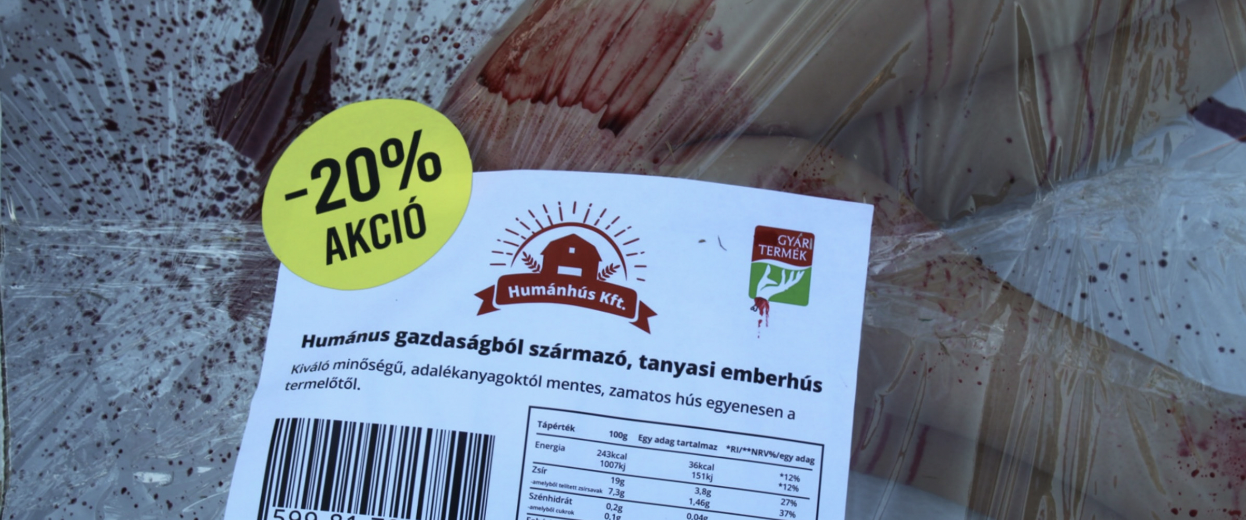 -20%
AKCIÓ
Humánhús Kft.
GYÁRI
TERMÉK
Humánus gazdaságból származó, tanyasi emberhús
Kiváló minőségű, adalékanyagoktól mentes, zamatos hús egyenesen a
termelőtől.
Tápérték 100g Egy adag tartalmaz *RI/**NRV%/egy adag
Energia 243kcal 36kcal *12%
1007kj 151kj *12%
Zsír 19g 3,8g 27%
-amelyből telített zsírsavak 7,3g 1,46g 37%
Szénhidrát 0,2g 0,04g
-amelyből cukrok 0,1g